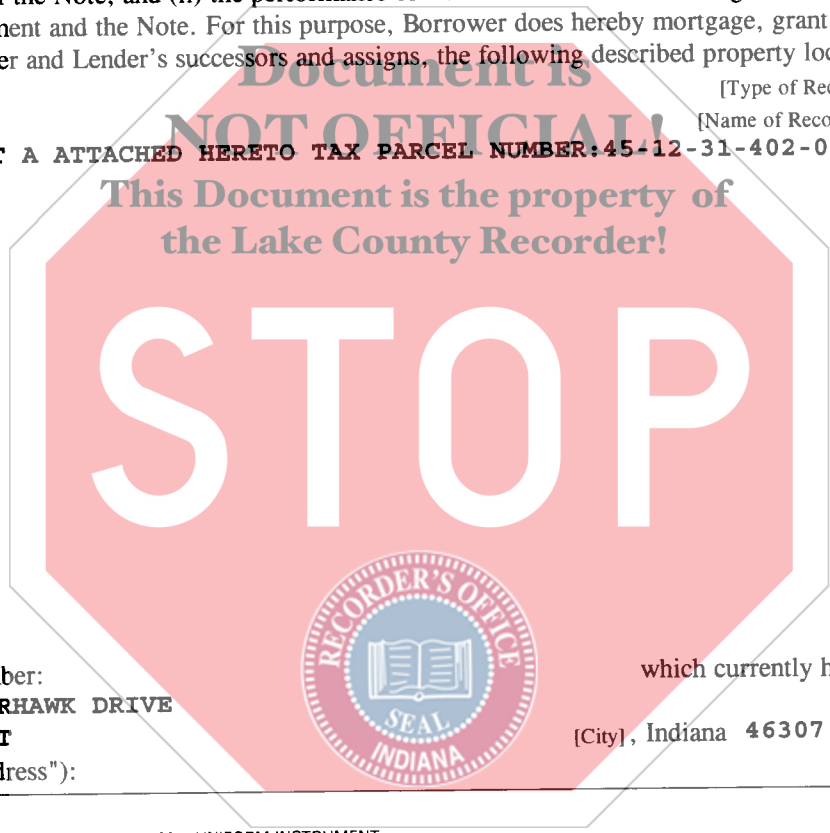 the Note, and (ii) the
ment and the Note. For this purpose, Borrower does hereby mortgage, grant
er and Lender's successors and assigns, the following described property loc
Document is
[Type of Rec
NOT OFFICIAL!
[Name of Reco
A ATTACHED HERETO TAX PARCEL NUMBER:45-12-31-402-0
This Document is the property of
the Lake County Recorder!
STOP
RECORDER'S OFFICE
SEAL
INDIANA
ber:
which currently h
RHAWK DRIVE
[City], Indiana 46307
dress"):